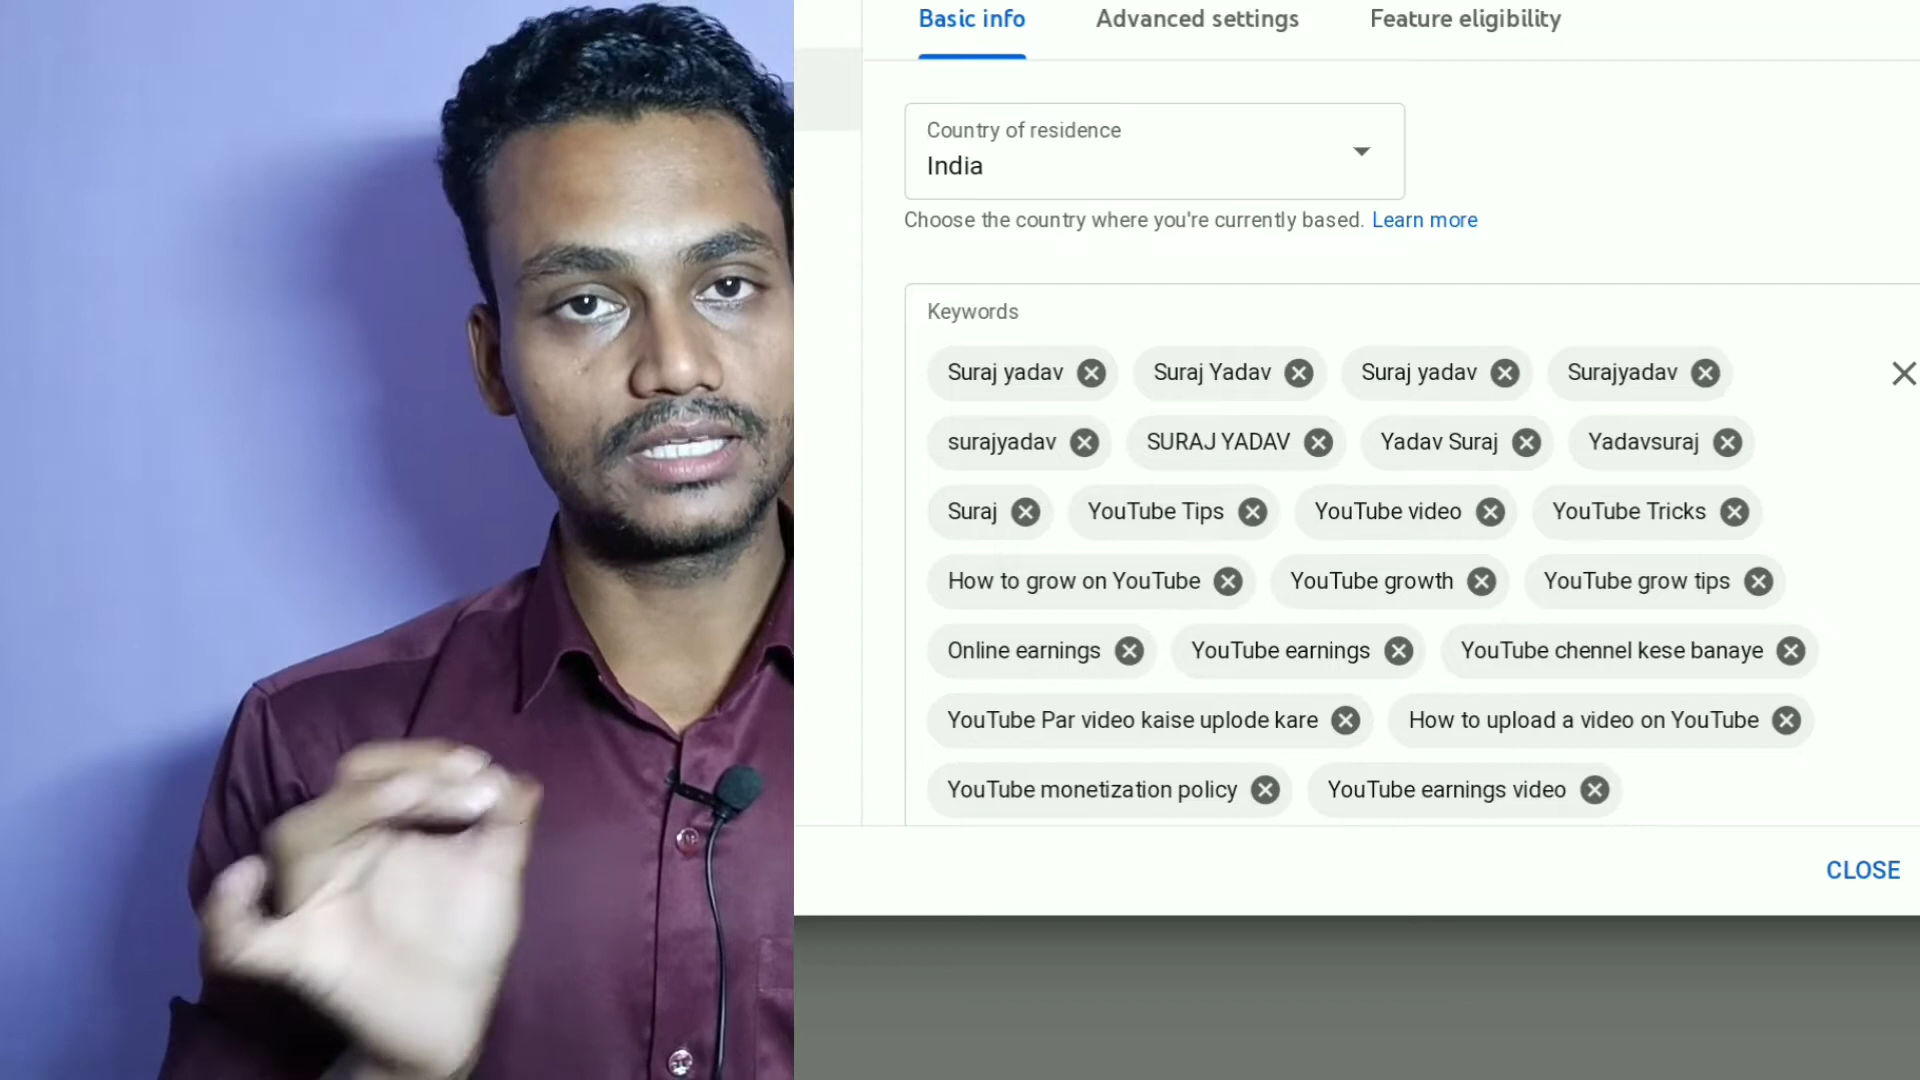 Basic info Advanced settings Feature eligibility
Country of residence
India
Choose the country where you're currently based. Learn more
Keywords
Suraj yadav Suraj Yadav Suraj yadav Surajyadav
surajyadav SURAJ YADAV Yadav Suraj Yadavsuraj
Suraj YouTube Tips YouTube video YouTube Tricks
How to grow on YouTube YouTube growth YouTube grow tips
Online earnings YouTube earnings YouTube chennel kese banaye
YouTube Par video kaise uplode kare How to upload a video on YouTube
YouTube monetization policy YouTube earnings video
CLOSE